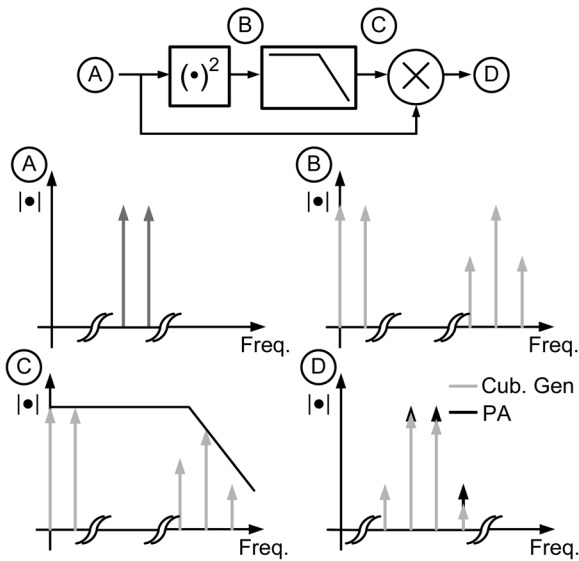 B
C
A
(•)²
D
A
|•|
Freq.
B
|•|
Freq.
C
|•|
Freq.
D
|•|
Cub. Gen
PA
Freq.